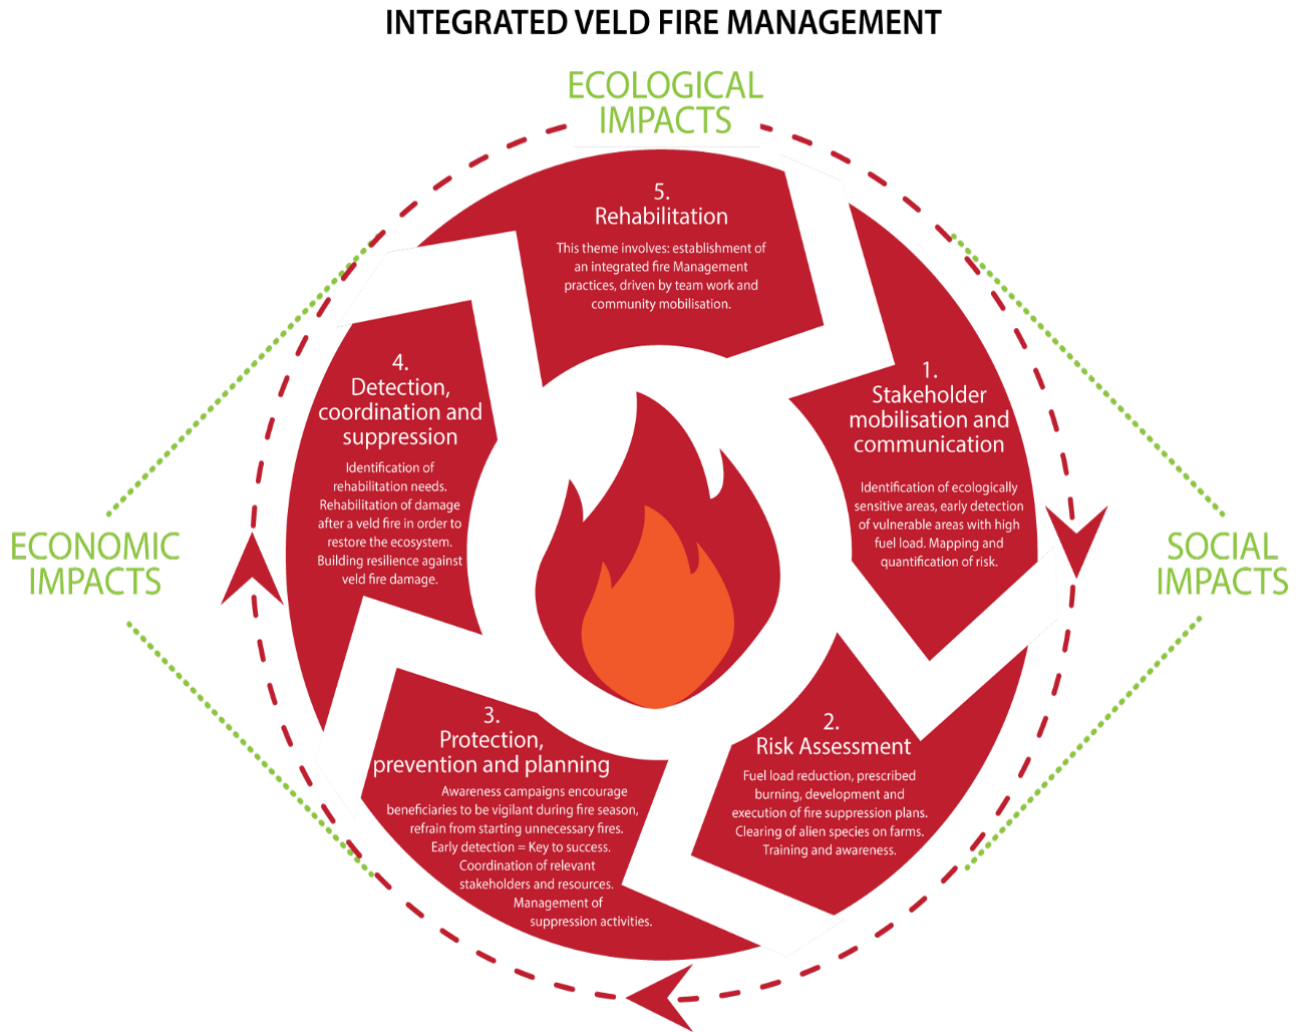 INTEGRATED VELD FIRE MANAGEMENT
ECOLOGICAL
IMPACTS
5.
Rehabilitation
This theme involves: establishment of
an integrated fire Management
practices, driven by team work and
community mobilisation.
1.
Stakeholder
mobilisation and
communication
Identification of ecologically
sensitive areas, early detection
of vulnerable areas with high
fuel load. Mapping and
quantification of risk.
SOCIAL
IMPACTS
2.
Risk Assessment
Fuel load reduction, prescribed
burning, development and
execution of fire suppression plans.
Clearing of alien species on farms.
Training and awareness.
3.
Protection,
prevention and planning
Awareness campaigns encourage
beneficiaries to be vigilant during fire season,
refrain from starting unnecessary fires.
Early detection = Key to success.
Coordination of relevant
stakeholders and resources.
Management of
suppression activities.
4.
Detection,
coordination and
suppression
Identification of
rehabilitation needs.
Rehabilitation of damage
after a veld fire in order to
restore the ecosystem.
Building resilience against
veld fire damage.
ECONOMIC
IMPACTS